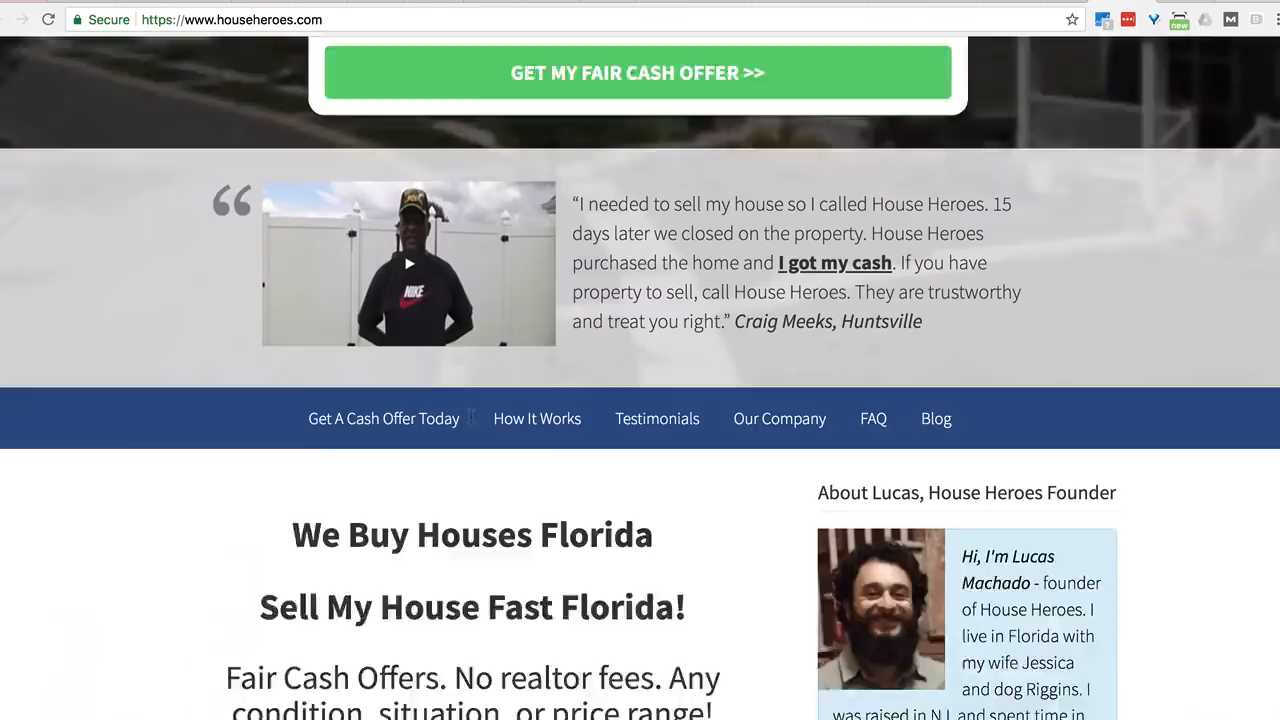 Secure
https://www.househeroes.com
new
GET MY FAIR CASH OFFER >>
“I needed to sell my house so I called House Heroes. 15
days later we closed on the property. House Heroes
purchased the home and I got my cash. If you have
property to sell, call House Heroes. They are trustworthy
and treat you right.” Craig Meeks, Huntsville
NIKE
Get A Cash Offer Today
How It Works
Testimonials
Our Company
FAQ
Blog
We Buy Houses Florida
Sell My House Fast Florida!
Fair Cash Offers. No realtor fees. Any
condition, situation, or price range!
About Lucas, House Heroes Founder
Hi, I'm Lucas
Machado - founder
of House Heroes. I
live in Florida with
my wife Jessica
and dog Riggins. I
was raised in NJ and spent time in